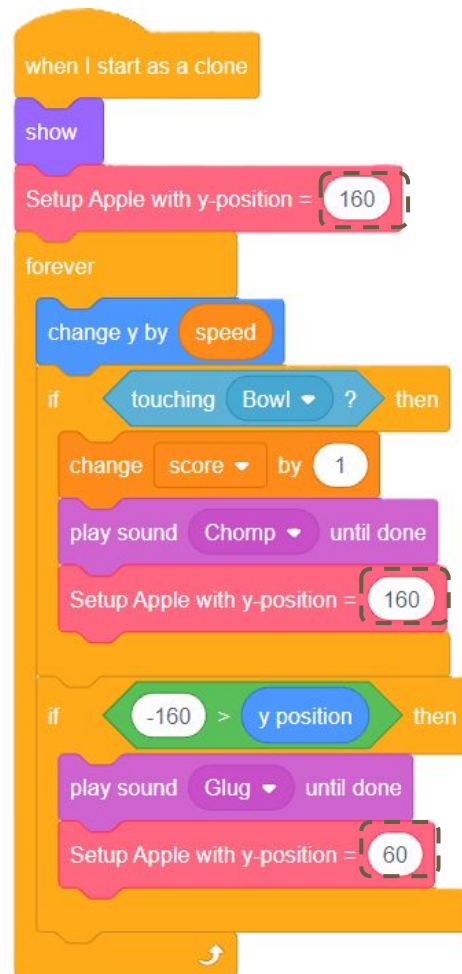 when I start as a clone
show
Setup Apple with y-position = 160
forever
change y by speed
if touching Bowl ? then
change score by 1
play sound Chomp until done
Setup Apple with y-position = 160
if -160 > y position then
play sound Glug until done
Setup Apple with y-position = 60